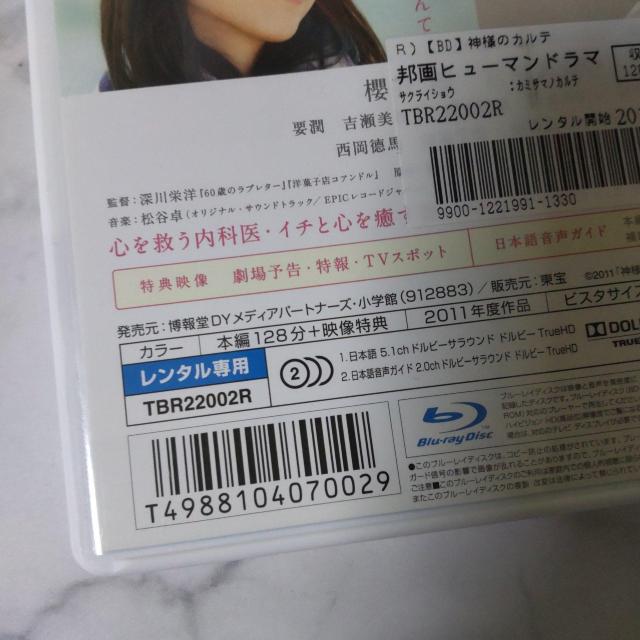 んて
櫻
要潤 吉瀬美
西岡德馬
R)【BD】神様のカルテ
邦画ヒューマンドラマ
サクライショウ :カミサマノカルテ
TBR22002R
レンタル開始 201
9900-1221991-1330
監督:深川栄洋『60歳のラブレター』『洋菓子店コアンドル』
音楽:松谷卓(オリジナル・サウンドトラック/EPICレコードジャ
心を救う内科医・イチと心を癒す
特典映像 劇場予告・特報・TVスポット
日本語音声ガイド
©2011「神様
発売元:博報堂DYメディアパートナーズ・小学館(912883)/販売元:東宝
カラー 本編128分+映像特典 2011年度作品 ビスタサイズ
レンタル専用
TBR22002R
2
1.日本語 5.1ch ドルビーサラウンド ドルビー TrueHD
2.日本語音声ガイド 2.0ch ドルビーサラウンド ドルビー TrueHD
DOLB
TRUE
Blu-ray Disc
T4988104070029